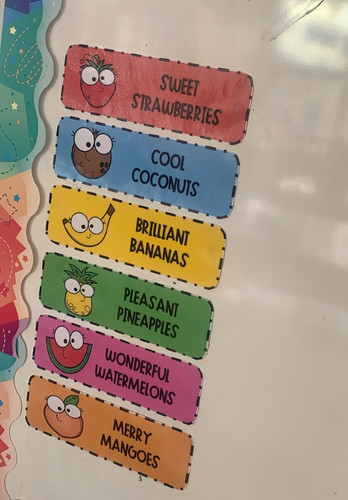 SWEET
STRAWBERRIES
COOL
COCONUTS
BRILLIANT
BANANAS
PLEASANT
PINEAPPLES
WONDERFUL
WATERMELONS
MERRY
MANGOES